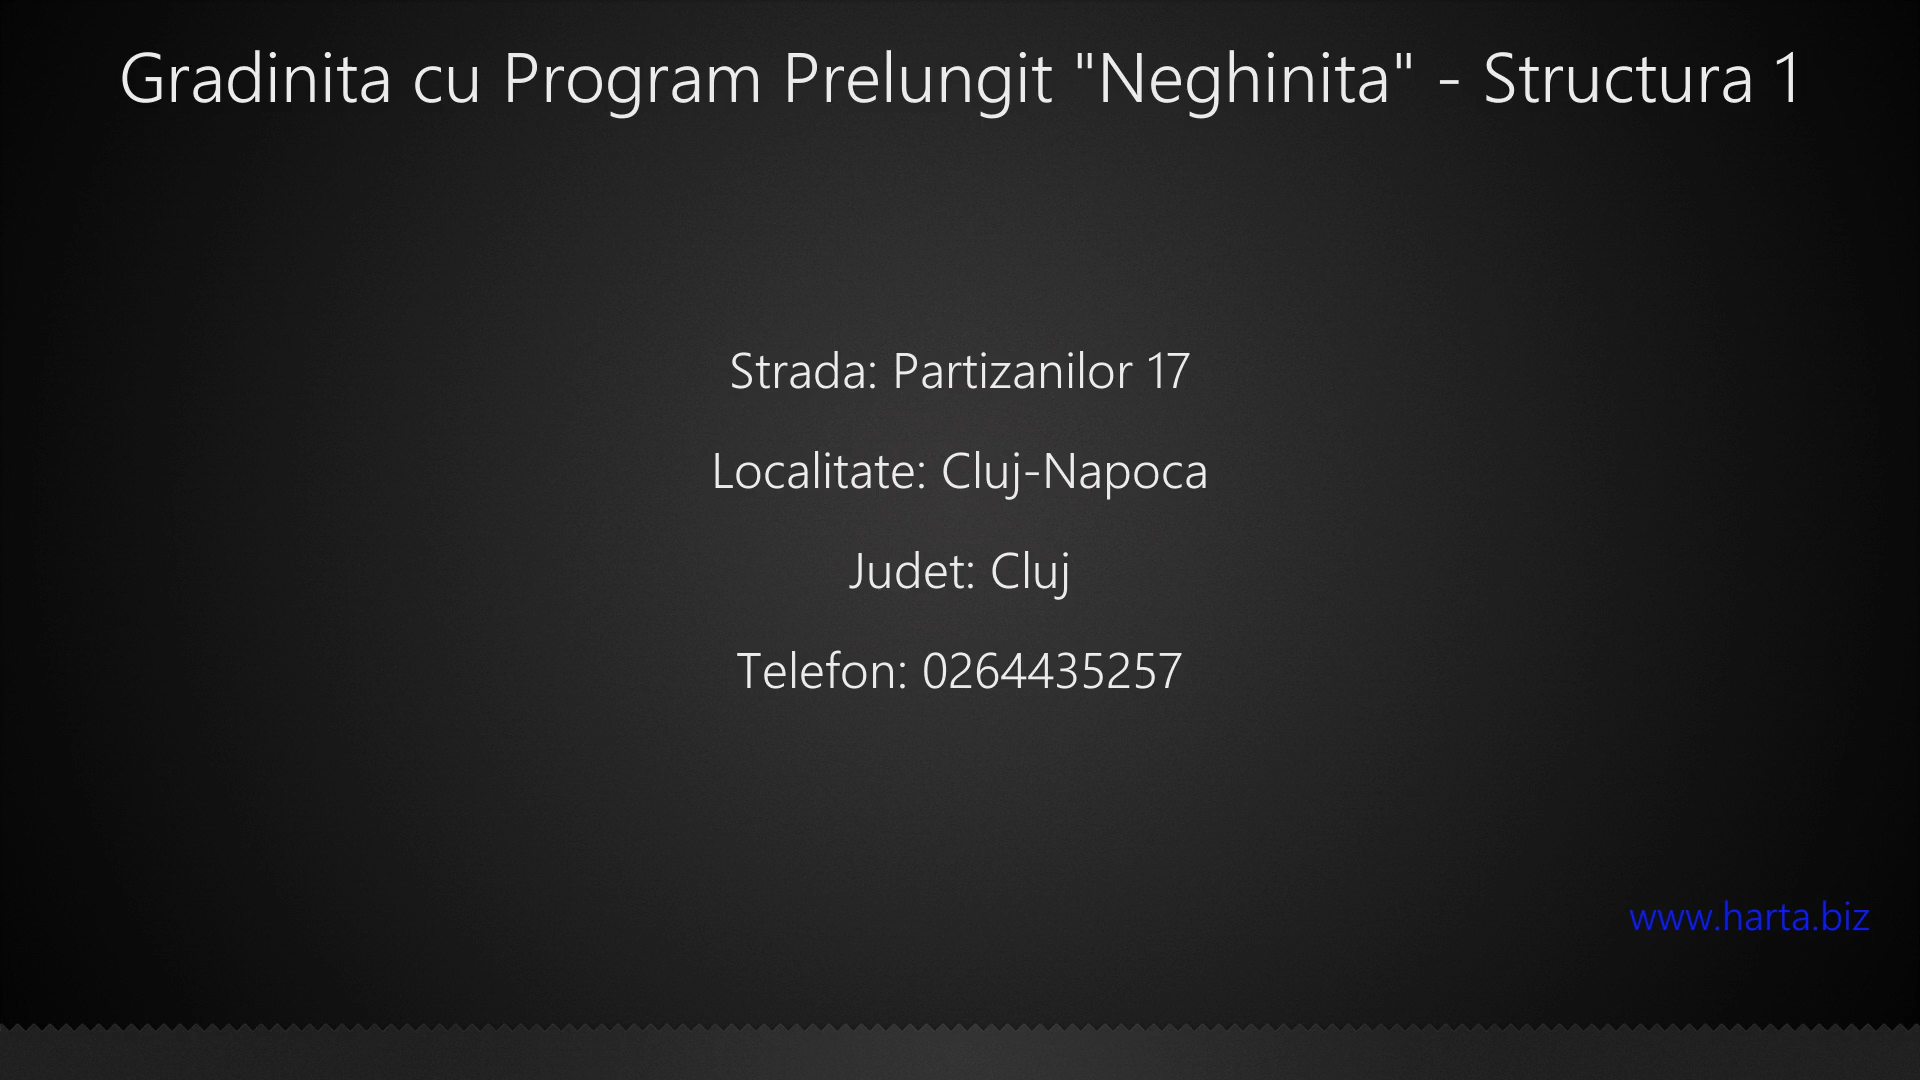 Gradinita cu Program Prelungit "Neghinita" - Structura 1
Strada: Partizanilor 17
Localitate: Cluj-Napoca
Judet: Cluj
Telefon: 0264435257
www.harta.biz